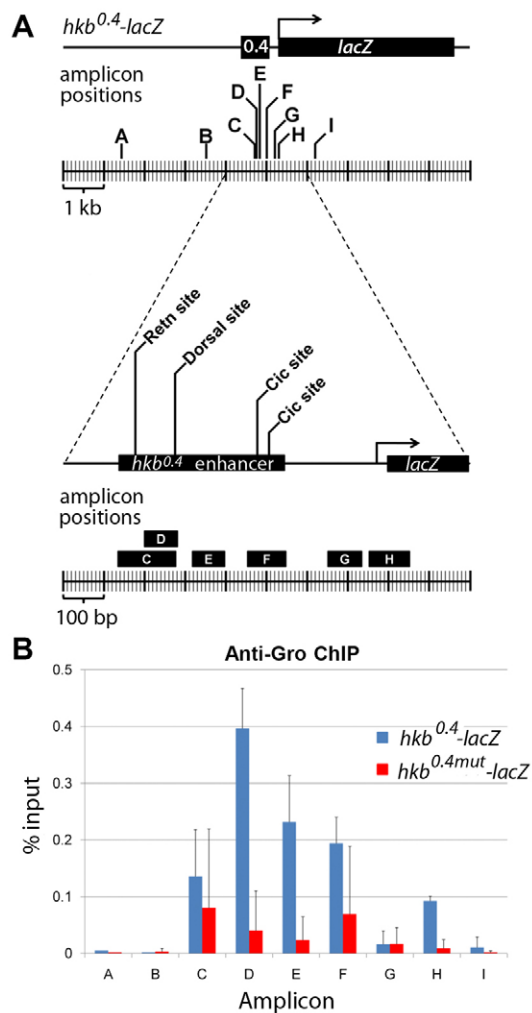 A
hkb0.4-lacZ
0.4
lacZ
amplicon
positions
A
B
C
D
E
F
G
H
I
1 kb
Retn site
Dorsal site
Cic site
Cic site
hkb0.4 enhancer
lacZ
amplicon
positions
D
C
E
F
G
H
100 bp
B
Anti-Gro ChIP
0.5
0.4
0.3
0.2
0.1
0
% input
hkb0.4-lacZ
hkb0.4mut-lacZ
A B C D E F G H I
Amplicon